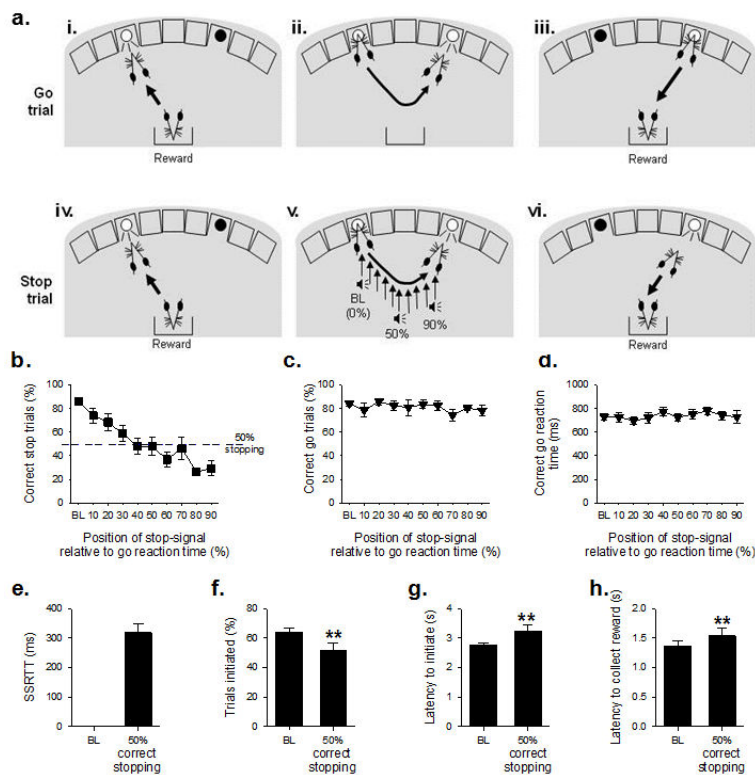 a.
i.
ii.
iii.
Go
trial
Reward
Reward
iv.
v.
vi.
Stop
trial
Reward
BL
(0%)
50%
90%
Reward
b.
c.
d.
Correct stop trials (%)
100
80
60
40
20
0
50%
stopping
BL 10 20 30 40 50 60 70 80 90
Position of stop-signal
relative to go reaction time (%)
Correct go trials (%)
100
80
60
40
20
0
BL 10 20 30 40 50 60 70 80 90
Position of stop-signal
relative to go reaction time (%)
Correct go reaction
time (ms)
1000
800
600
400
200
0
BL 10 20 30 40 50 60 70 80 90
Position of stop-signal
relative to go reaction time (%)
e.
f.
g.
h.
SSRTT (ms)
400
300
200
100
0
BL 50%
correct
stopping
Trials initiated (%)
80
60
40
20
0
**
BL 50%
correct
stopping
Latency to initiate (s)
4
3
2
1
0
**
BL 50%
correct
stopping
Latency to collect reward (s)
2.0
1.5
1.0
0.5
0.0
**
BL 50%
correct
stopping